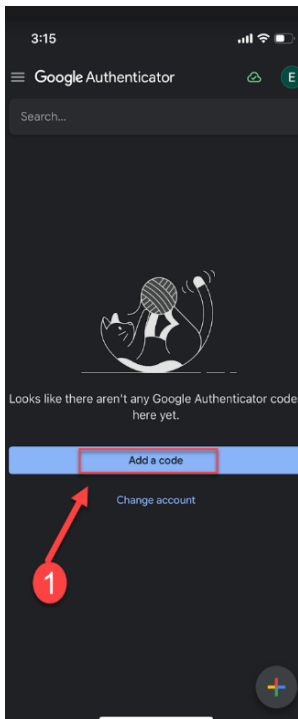 3:15
Google Authenticator
E
Search...
Looks like there aren't any Google Authenticator code
here yet.
Add a code
Change account
1